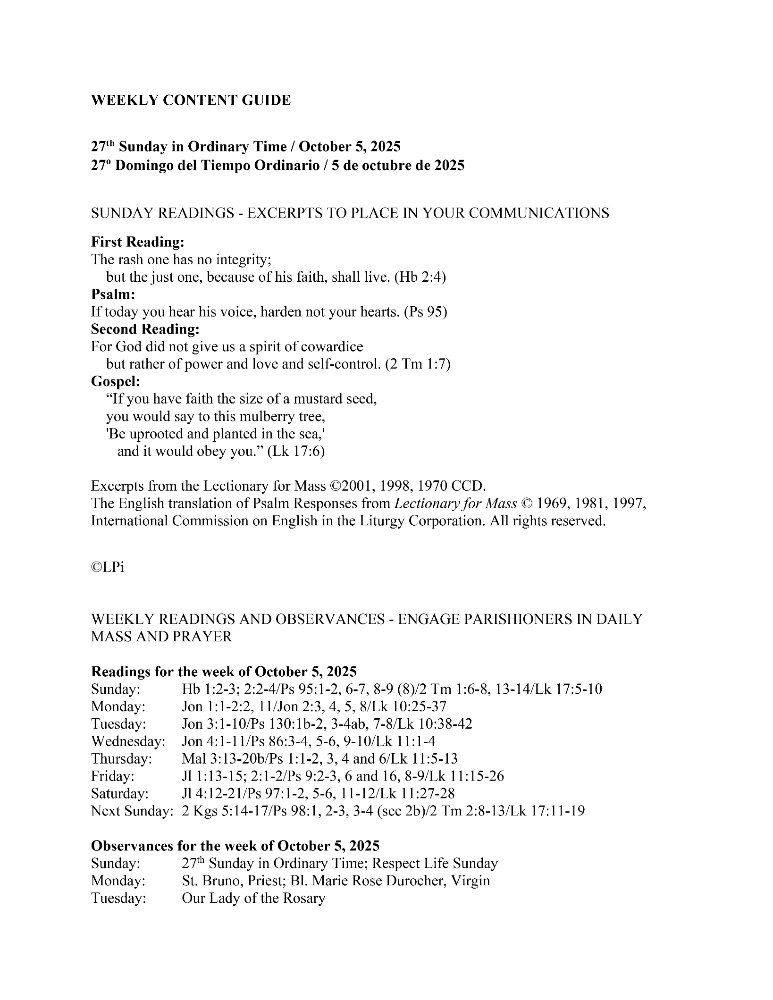 WEEKLY CONTENT GUIDE
27th Sunday in Ordinary Time / October 5, 2025
27º Domingo del Tiempo Ordinario / 5 de octubre de 2025
SUNDAY READINGS - EXCERPTS TO PLACE IN YOUR COMMUNICATIONS
First Reading:
The rash one has no integrity;
but the just one, because of his faith, shall live. (Hb 2:4)
Psalm:
If today you hear his voice, harden not your hearts. (Ps 95)
Second Reading:
For God did not give us a spirit of cowardice
but rather of power and love and self-control. (2 Tm 1:7)
Gospel:
“If you have faith the size of a mustard seed,
you would say to this mulberry tree,
'Be uprooted and planted in the sea,'
and it would obey you.” (Lk 17:6)
Excerpts from the Lectionary for Mass ©2001, 1998, 1970 CCD.
The English translation of Psalm Responses from Lectionary for Mass © 1969, 1981, 1997,
International Commission on English in the Liturgy Corporation. All rights reserved.
©LPi
WEEKLY READINGS AND OBSERVANCES - ENGAGE PARISHIONERS IN DAILY
MASS AND PRAYER
Readings for the week of October 5, 2025
Sunday: Hb 1:2-3; 2:2-4/Ps 95:1-2, 6-7, 8-9 (8)/2 Tm 1:6-8, 13-14/Lk 17:5-10
Monday: Jon 1:1-2:2, 11/Jon 2:3, 4, 5, 8/Lk 10:25-37
Tuesday: Jon 3:1-10/Ps 130:1b-2, 3-4ab, 7-8/Lk 10:38-42
Wednesday: Jon 4:1-11/Ps 86:3-4, 5-6, 9-10/Lk 11:1-4
Thursday: Mal 3:13-20b/Ps 1:1-2, 3, 4 and 6/Lk 11:5-13
Friday: Jl 1:13-15; 2:1-2/Ps 9:2-3, 6 and 16, 8-9/Lk 11:15-26
Saturday: Jl 4:12-21/Ps 97:1-2, 5-6, 11-12/Lk 11:27-28
Next Sunday: 2 Kgs 5:14-17/Ps 98:1, 2-3, 3-4 (see 2b)/2 Tm 2:8-13/Lk 17:11-19
Observances for the week of October 5, 2025
Sunday: 27th Sunday in Ordinary Time; Respect Life Sunday
Monday: St. Bruno, Priest; Bl. Marie Rose Durocher, Virgin
Tuesday: Our Lady of the Rosary